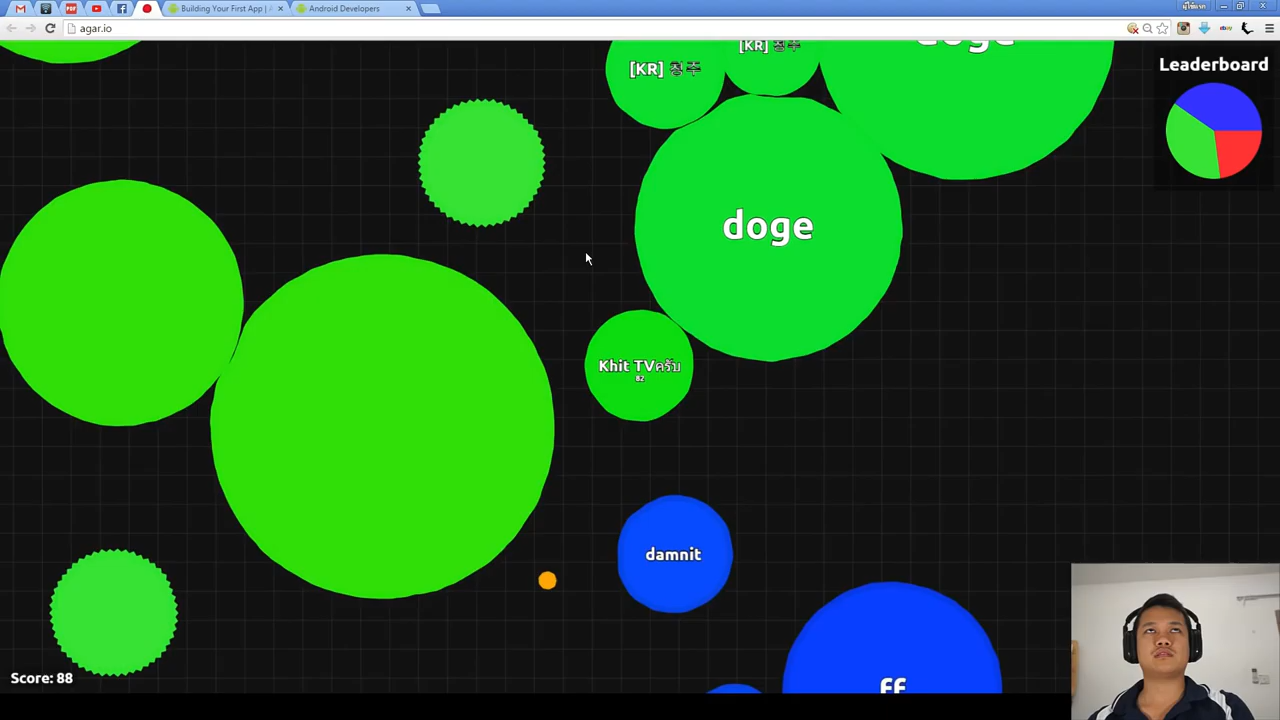 Building Your First App | A
Android Developers
agar.io
[KR] 청주
doge
Leaderboard
[KR] 청주
doge
Khit TVครับ
82
damnit
ff
Score: 88